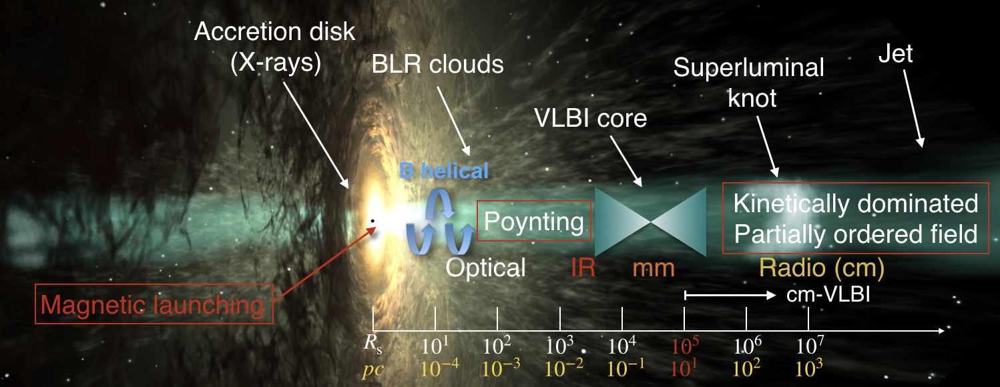 Accretion disk
(X-rays)
BLR clouds
Superluminal
knot
Jet
VLBI core
B helical
Poynting
Kinetically dominated
Partially ordered field
Optical
IR
mm
Radio (cm)
cm-VLBI
Magnetic launching
Rₛ 10¹ 10² 10³ 10⁴ 10⁵ 10⁶ 10⁷
pc 10⁻⁴ 10⁻³ 10⁻² 10⁻¹ 10¹ 10² 10³